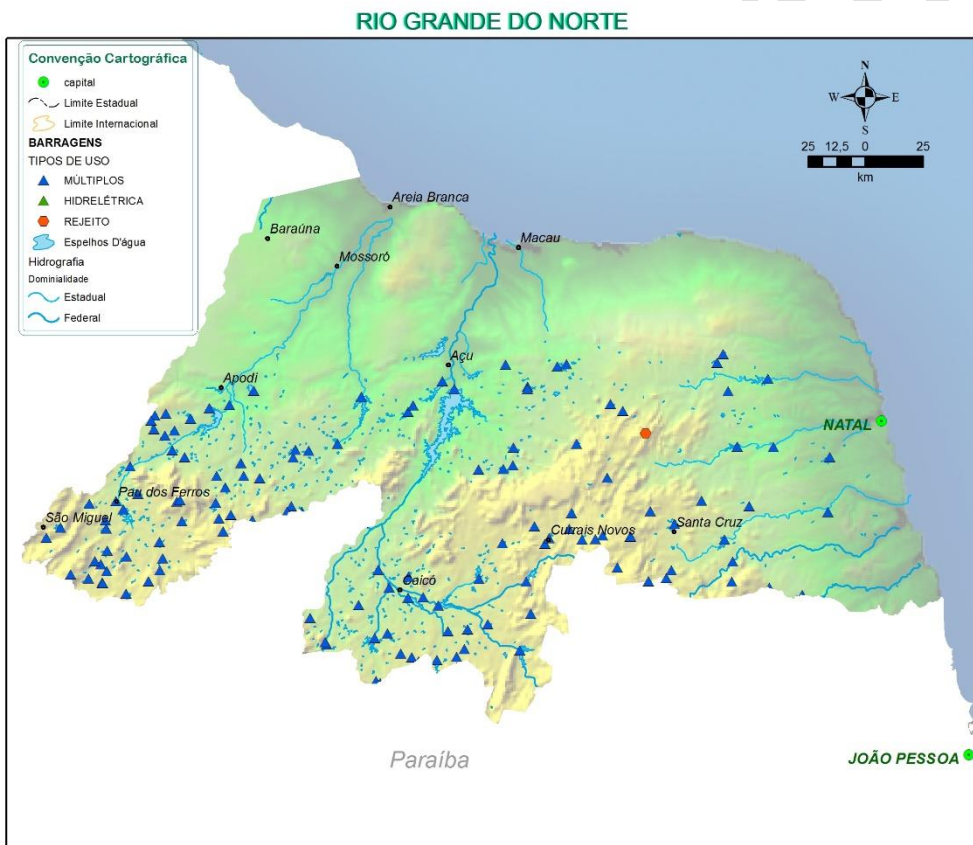 RIO GRANDE DO NORTE
Convenção Cartográfica
capital
Limite Estadual
Limite Internacional
BARRAGENS
TIPOS DE USO
MÚLTIPLOS
HIDRELÉTRICA
REJEITO
Espelhos D'água
Hidrografia
Dominialidade
Estadual
Federal
N
W E
S
25 12,5 0 25
km
Areia Branca
Baraúna
Macau
Mossoró
Açu
Apodi
NATAL
Pau dos Ferros
São Miguel
Santa Cruz
Currais Novos
Caicó
Paraíba
JOÃO PESSOA